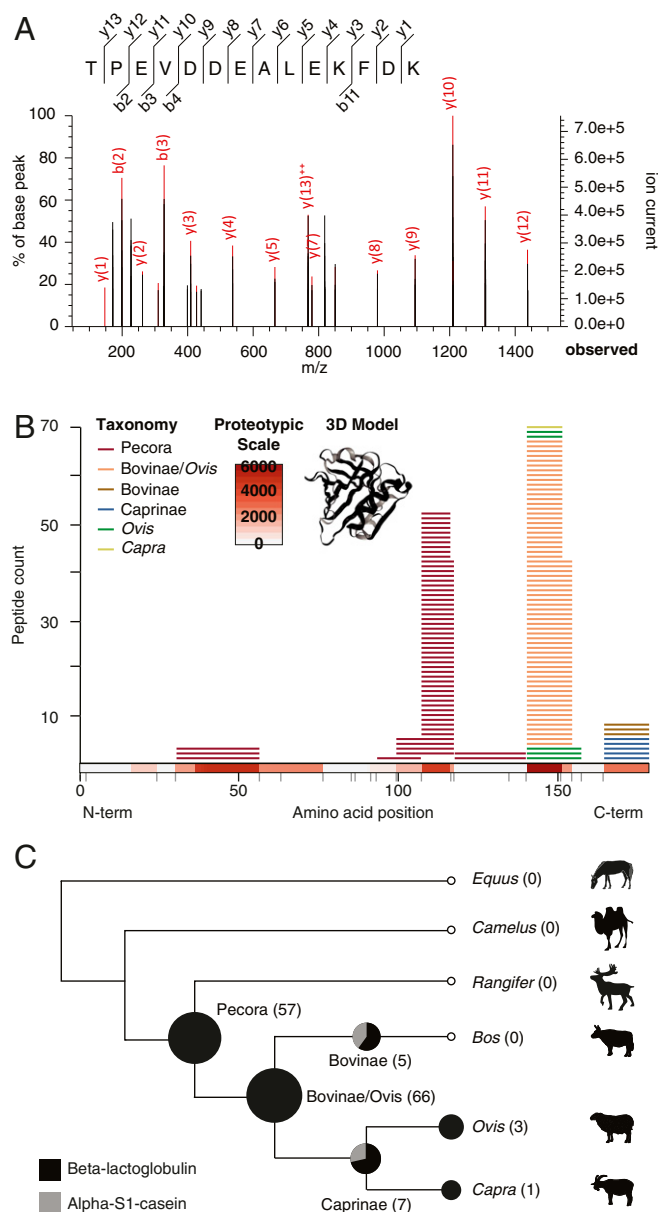 A
y13 y12 y11 y10 y9 y8 y7 y6 y5 y4 y3 y2 y1
T P E V D D E A L E K F D K
b2 b3 b4 b11
100
80
60
40
20
0
% of base peak
y(1) b(2) y(2) b(3) y(3) y(4) y(5) y(13)++ y(7) y(8) y(9) y(10) y(11) y(12)
7.0e+5
6.0e+5
5.0e+5
4.0e+5
3.0e+5
2.0e+5
1.0e+5
0.0e+0
ion current
200 400 600 800 1000 1200 1400 observed
m/z
B
Taxonomy
Pecora
Bovinae/Ovis
Bovinae
Caprinae
Ovis
Capra
Proteotypic
Scale
6000
4000
2000
0
3D Model
70
50
30
10
Peptide count
0 50 100 150
N-term Amino acid position C-term
C
Equus (0)
Camelus (0)
Rangifer (0)
Pecora (57)
Bos (0)
Bovinae (5)
Bovinae/Ovis (66)
Ovis (3)
Capra (1)
Caprinae (7)
Beta-lactoglobulin
Alpha-S1-casein